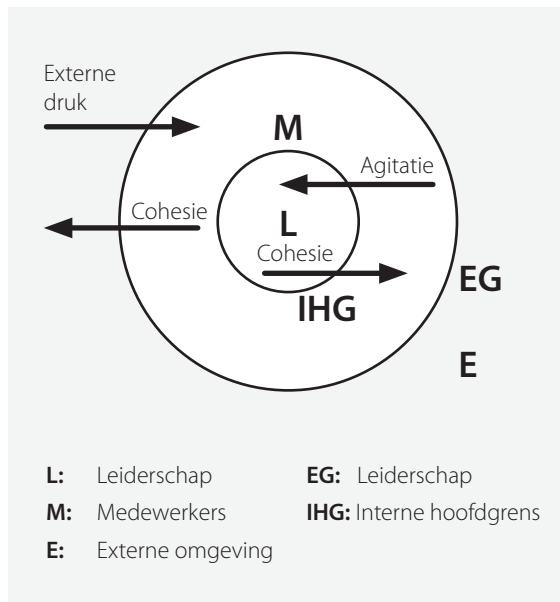 Externe
druk
M
Agitatie
Cohesie
L
Cohesie
EG
IHG
E
L: Leiderschap
EG: Leiderschap
M: Medewerkers
IHG: Interne hoofdgrens
E: Externe omgeving